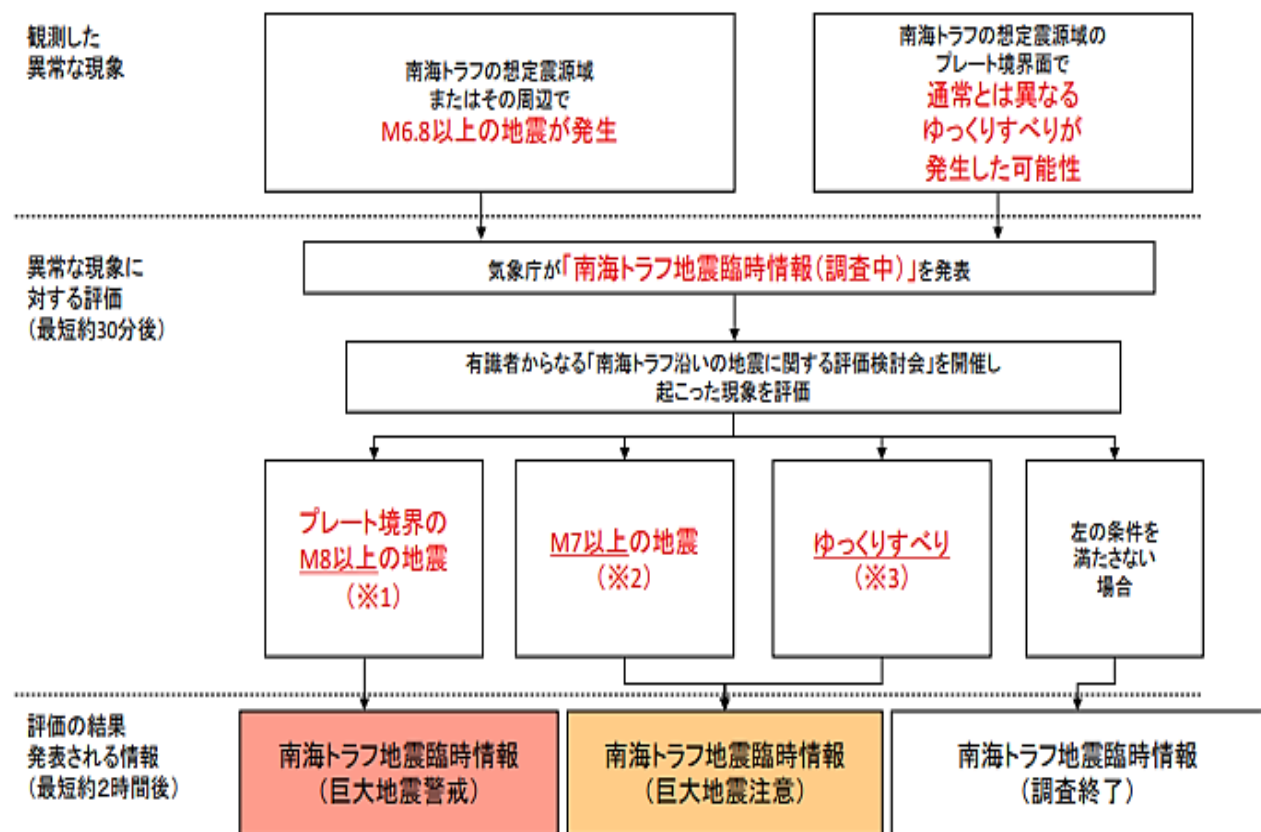 観測した
異常な現象
南海トラフの想定震源域
またはその周辺で
M6.8以上の地震が発生
南海トラフの想定震源域の
プレート境界面で
通常とは異なる
ゆっくりすべりが
発生した可能性
異常な現象に
対する評価
(最短約30分後)
気象庁が「南海トラフ地震臨時情報(調査中)」を発表
有識者からなる「南海トラフ沿いの地震に関する評価検討会」を開催し
起こった現象を評価
プレート境界の
M8以上の地震
(※1)
M7以上の地震
(※2)
ゆっくりすべり
(※3)
左の条件を
満たさない
場合
評価の結果
発表される情報
(最短約2時間後)
南海トラフ地震臨時情報
(巨大地震警戒)
南海トラフ地震臨時情報
(巨大地震注意)
南海トラフ地震臨時情報
(調査終了)